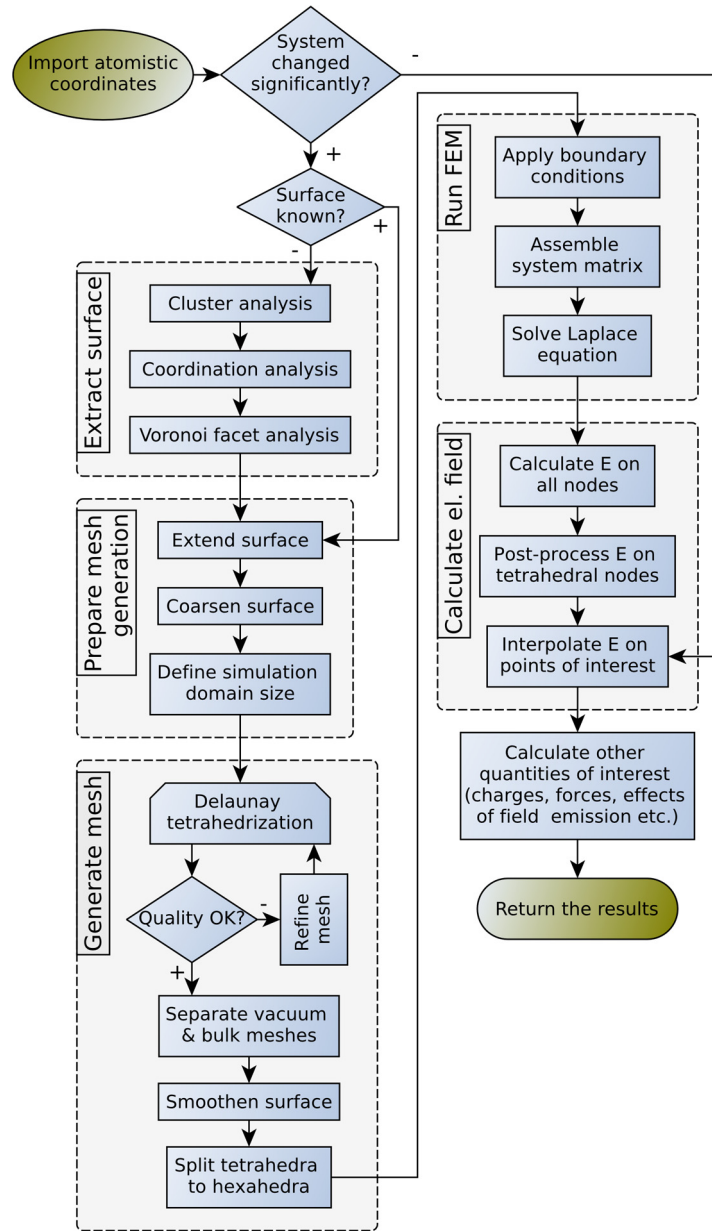 Import atomistic
coordinates
System
changed
significantly?
-
+
Surface
known?
+
-
Extract surface
Cluster analysis
Coordination analysis
Voronoi facet analysis
Prepare mesh
generation
Extend surface
Coarsen surface
Define simulation
domain size
Generate mesh
Delaunay
tetrahedrization
Quality OK?
-
Refine
mesh
+
Separate vacuum
& bulk meshes
Smoothen surface
Split tetrahedra
to hexahedra
Run FEM
Apply boundary
conditions
Assemble
system matrix
Solve Laplace
equation
Calculate el. field
Calculate E on
all nodes
Post-process E on
tetrahedral nodes
Interpolate E on
points of interest
Calculate other
quantities of interest
(charges, forces, effects
of field emission etc.)
Return the results